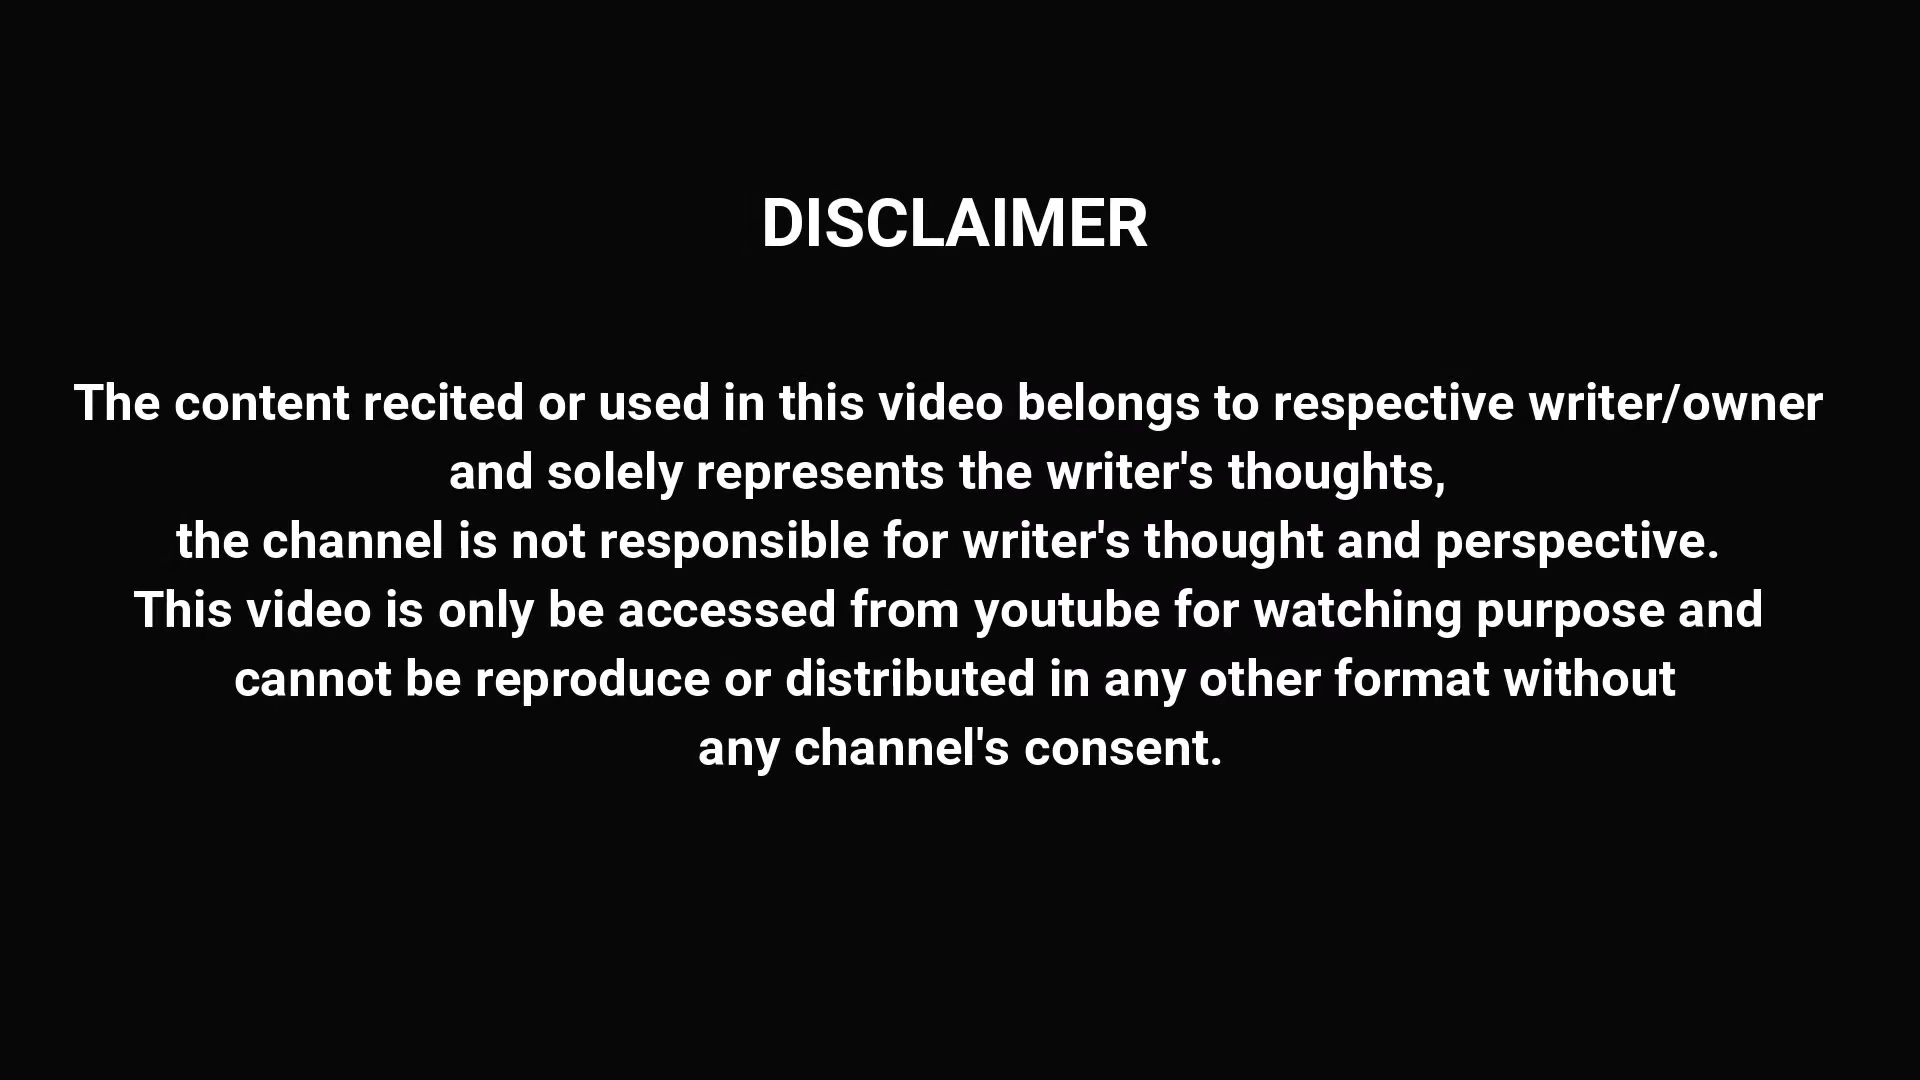 DISCLAIMER
The content recited or used in this video belongs to respective writer/owner
and solely represents the writer's thoughts,
the channel is not responsible for writer's thought and perspective.
This video is only be accessed from youtube for watching purpose and
cannot be reproduce or distributed in any other format without
any channel's consent.